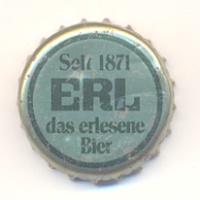 Seit 1871
ERL
das erlesene
Bier